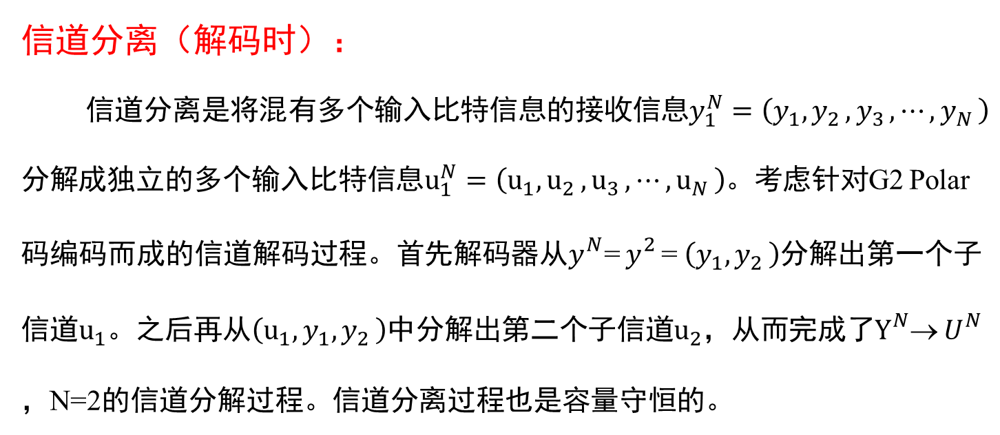 信道分离（解码时）：
信道分离是将混有多个输入比特信息的接收信息$y_1^N = (y_1, y_2, y_3, \cdots, y_N)$
分解成独立的多个输入比特信息$\mathrm{u}_1^N = (\mathrm{u}_1, \mathrm{u}_2, \mathrm{u}_3, \cdots, \mathrm{u}_N)$。考虑针对G2 Polar
码编码而成的信道解码过程。首先解码器从$y^N = y^2 = (y_1, y_2)$分解出第一个子
信道$\mathrm{u}_1$。之后再从$(\mathrm{u}_1, y_1, y_2)$中分解出第二个子信道$\mathrm{u}_2$，从而完成了$\mathrm{Y}^N \to U^N$
，N=2的信道分解过程。信道分离过程也是容量守恒的。